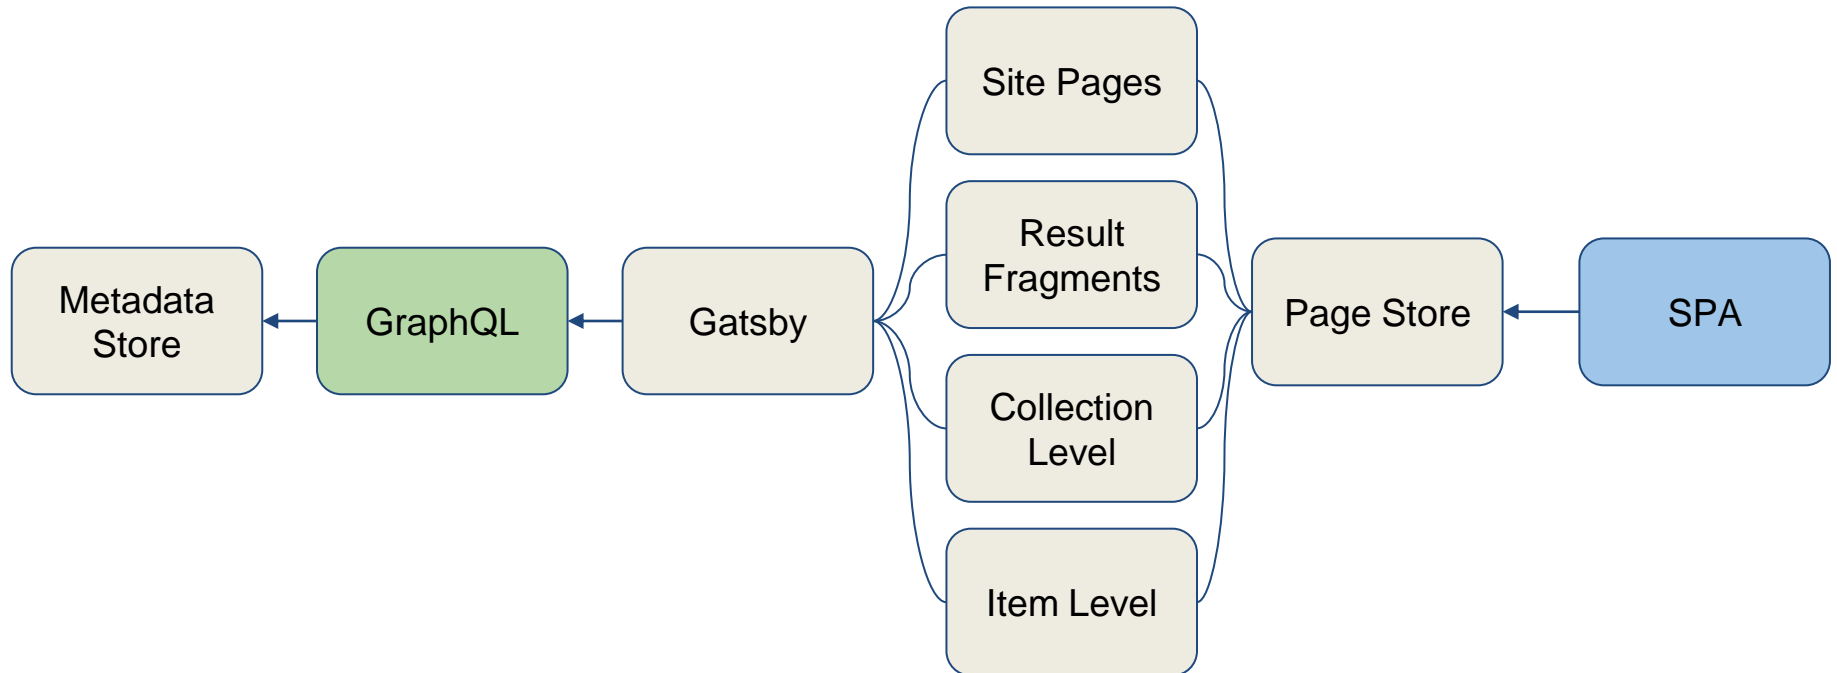 Site Pages
Result
Fragments
Metadata
Store
GraphQL
Gatsby
Page Store
SPA
Collection
Level
Item Level